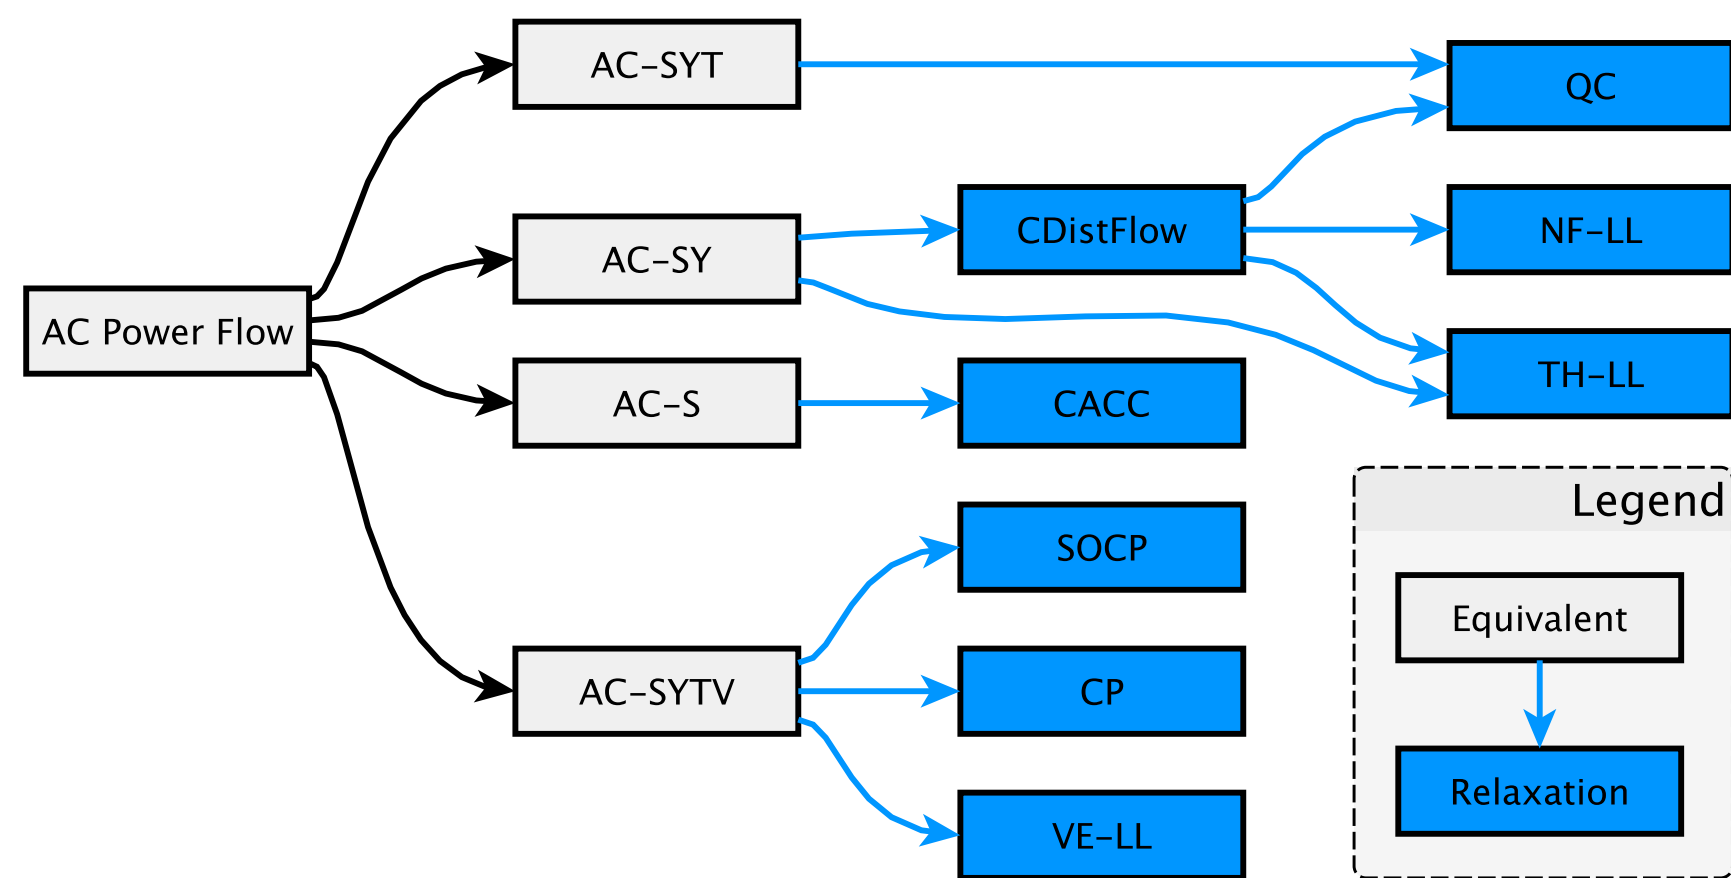 AC-SYT
QC
AC-SY
CDistFlow
NF-LL
AC Power Flow
AC-S
CACC
TH-LL
Legend
SOCP
Equivalent
AC-SYTV
CP
Relaxation
VE-LL